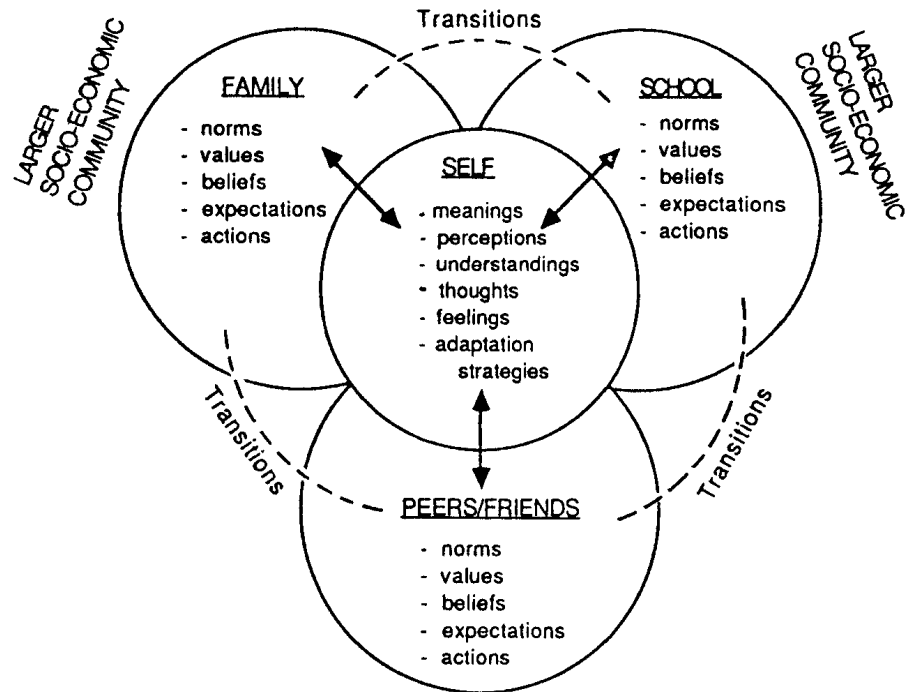 Transitions
LARGER
SOCIO-ECONOMIC
COMMUNITY
FAMILY
- norms
- values
- beliefs
- expectations
- actions
SELF
- meanings
- perceptions
- understandings
- thoughts
- feelings
- adaptation
strategies
SCHOOL
- norms
- values
- beliefs
- expectations
- actions
LARGER
SOCIO-ECONOMIC
COMMUNITY
Transitions
Transitions
PEERS/FRIENDS
- norms
- values
- beliefs
- expectations
- actions